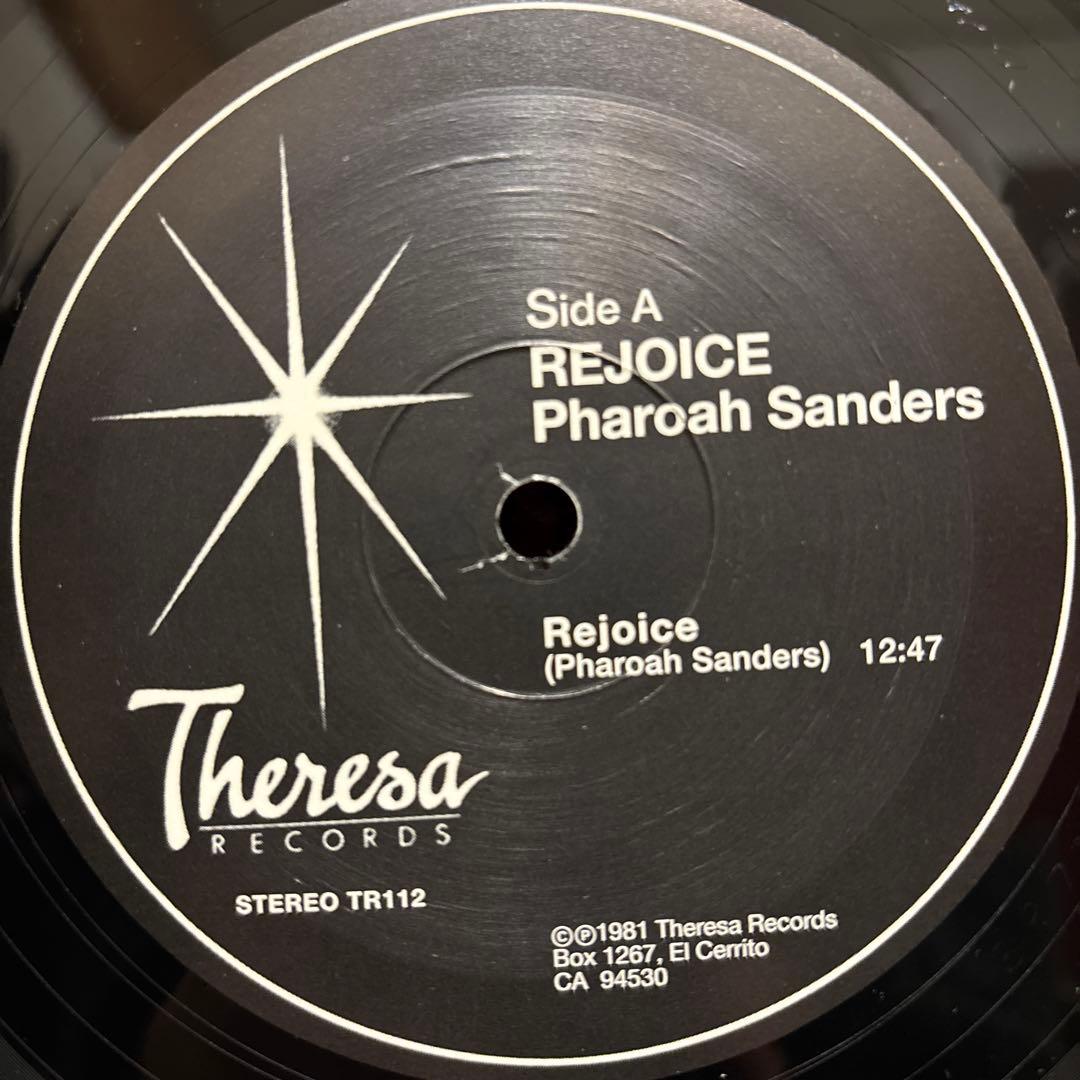 Side A
REJOICE
Pharoah Sanders
Rejoice
(Pharoah Sanders) 12:47
Theresa
RECORDS
STEREO TR112
©℗1981 Theresa Records
Box 1267, El Cerrito
CA 94530